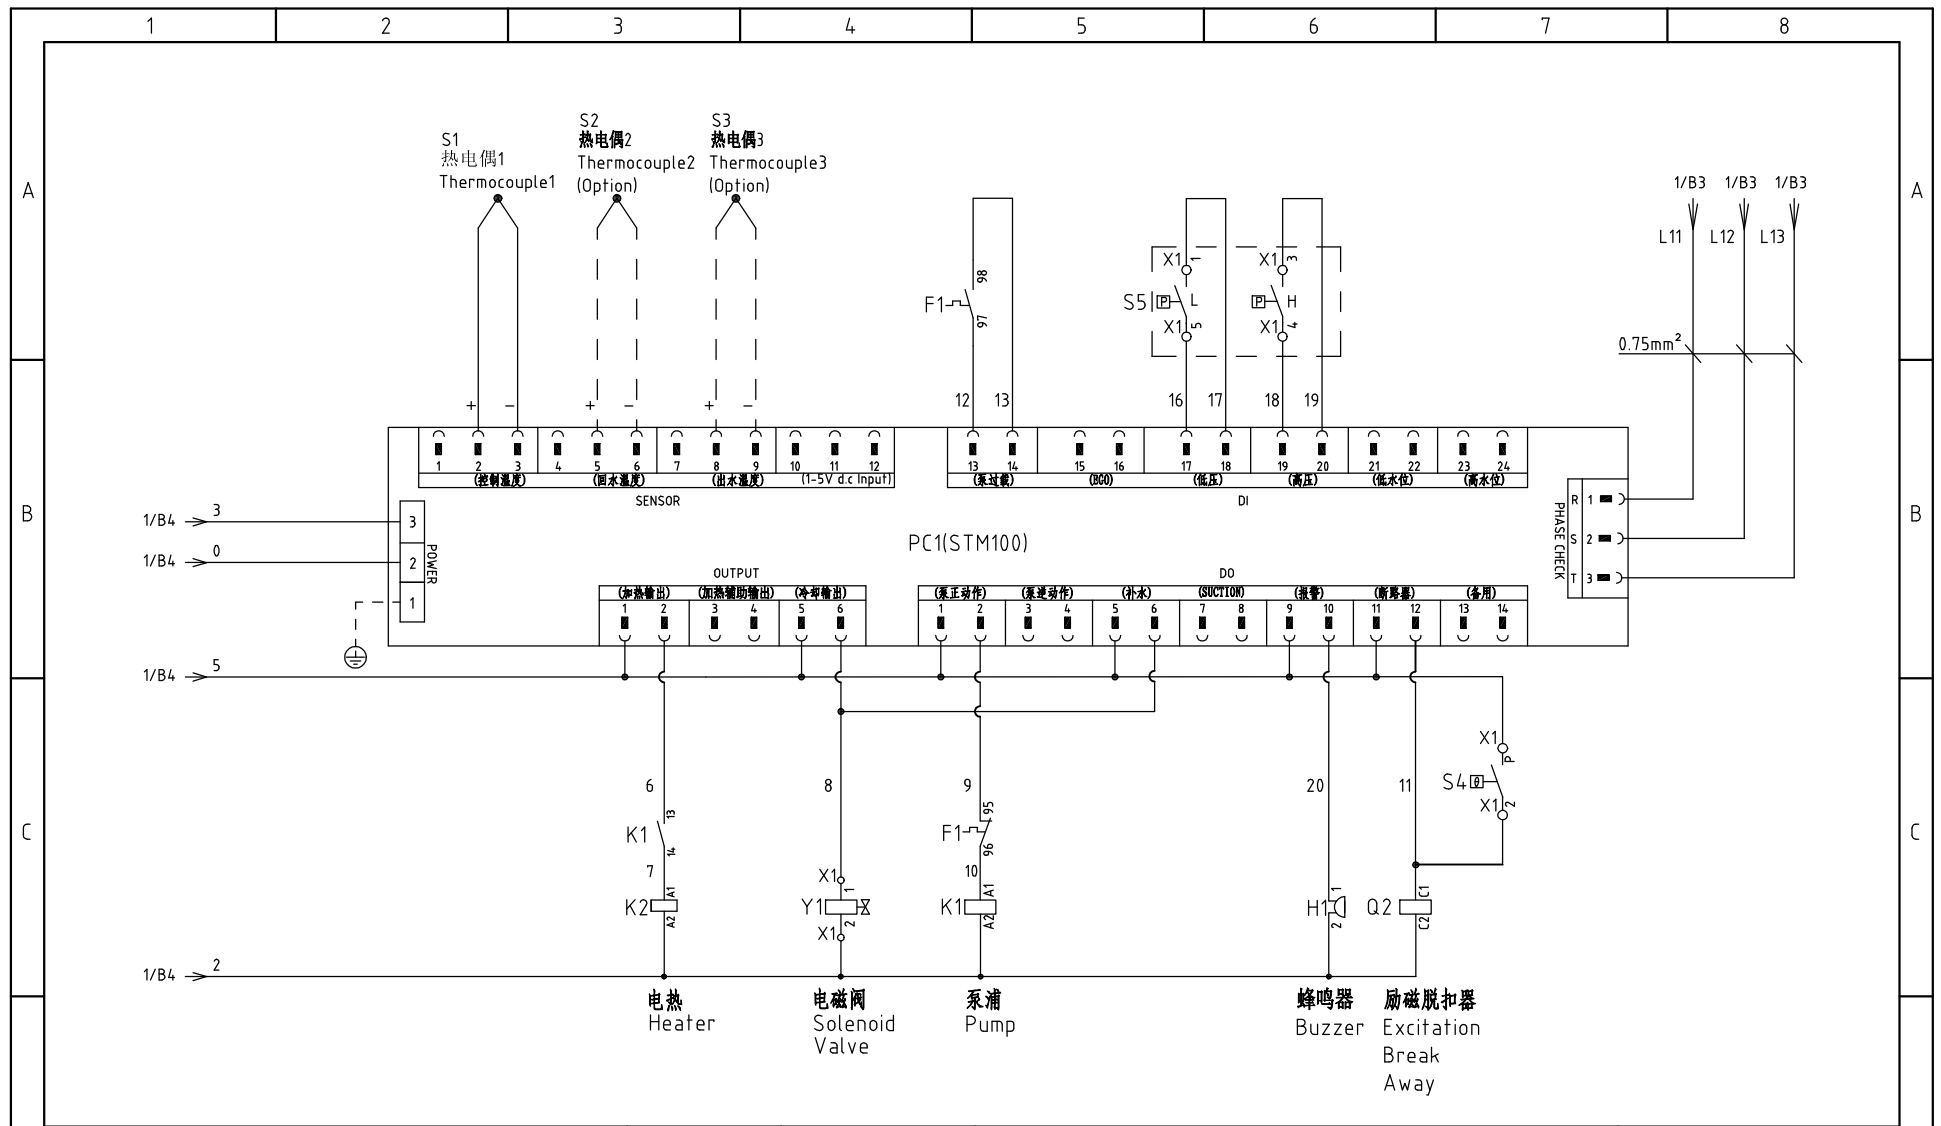 1 2 3 4 5 6 7 8
A A
S1
热电偶1
Thermocouple1
S2
热电偶2
Thermocouple2
(Option)
S3
热电偶3
Thermocouple3
(Option)
1/B3 1/B3 1/B3
L11 L12 L13
0.75mm²
F1 98 97
S5 P L X1 1 X1 5
P H X1 3 X1 4
+ - + - + -
12 13 16 17 18 19
1 2 3 4 5 6 7 8 9 10 11 12
(控制温度) (回水温度) (出水温度) (1-5V d.c Input)
SENSOR
13 14 15 16 17 18 19 20 21 22 23 24
(泵过载) (EGO) (低压) (高压) (低水位) (高水位)
DI
B B
1/B4 3
1/B4 0
3
2
1
POWER
PC1(STM100)
R 1
S 2
T 3
PHASE CHECK
OUTPUT
(加热输出) (加热辅助输出) (冷却输出)
1 2 3 4 5 6
DO
(泵正动作) (泵逆动作) (补水) (SUCTION) (报警) (断路器) (备用)
1 2 3 4 5 6 7 8 9 10 11 12 13 14
1/B4 5
C C
6
K1 13 14
7
K2 A1 A2
8
X1 1
Y1
X1 2
9
F1 95 96
10
K1 A1 A2
20
H1 1 2
11
Q2 C1 C2
X1 P
S4 θ
X1 2
1/B4 2
电热
Heater
电磁阀
Solenoid
Valve
泵浦
Pump
蜂鸣器
Buzzer
励磁脱扣器
Excitation
Break
Away